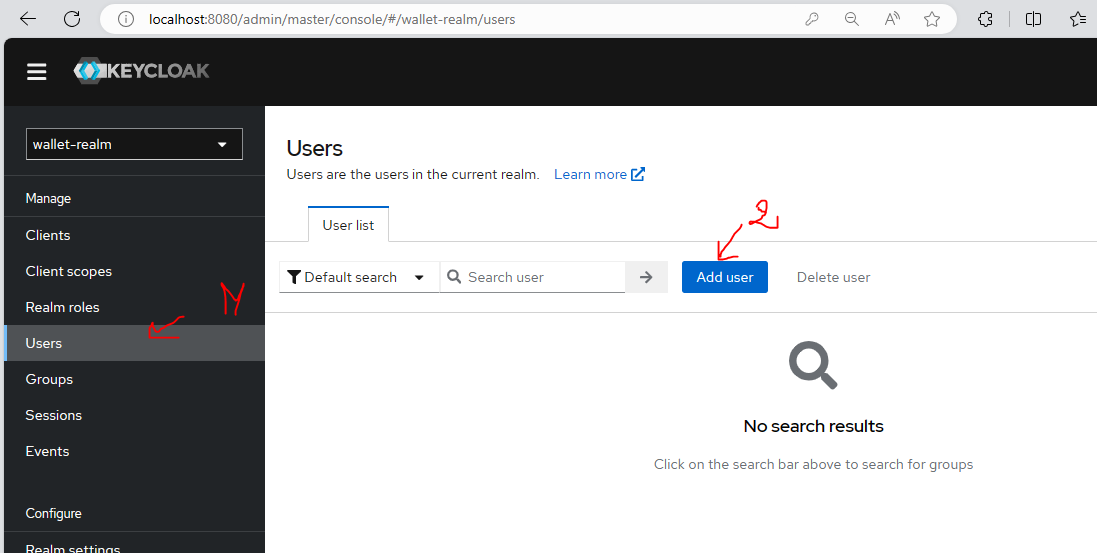 localhost:8080/admin/master/console/#/wallet-realm/users
KEYCLOAK
wallet-realm
Manage
Clients
Client scopes
Realm roles
Users
Groups
Sessions
Events
Configure
Realm settings
Users
Users are the users in the current realm. Learn more
User list
2
Default search Search user Add user Delete user
No search results
Click on the search bar above to search for groups